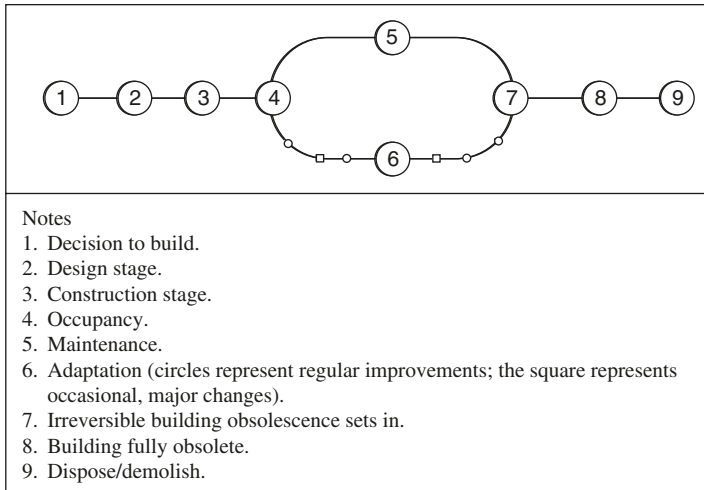 5
1 2 3 4 7 8 9
6
Notes
1. Decision to build.
2. Design stage.
3. Construction stage.
4. Occupancy.
5. Maintenance.
6. Adaptation (circles represent regular improvements; the square represents
occasional, major changes).
7. Irreversible building obsolescence sets in.
8. Building fully obsolete.
9. Dispose/demolish.